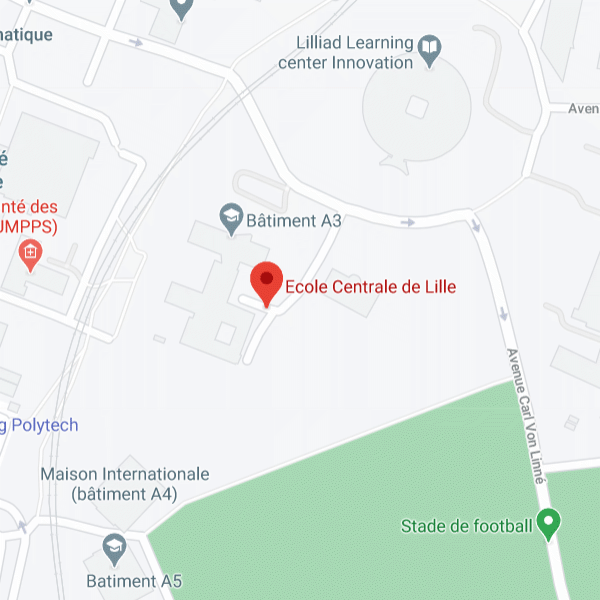 matique
Lilliad Learning
center Innovation
Aven
é
e
nté des
UMPPS)
Bâtiment A3
Ecole Centrale de Lille
Avenue Carl Von Linné
g Polytech
Maison Internationale
(bâtiment A4)
Stade de football
Batiment A5